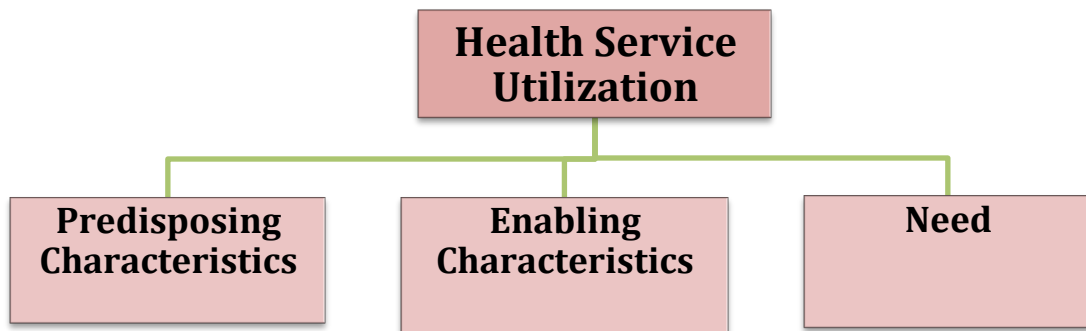 Health Service
Utilization
Predisposing
Characteristics
Enabling
Characteristics
Need